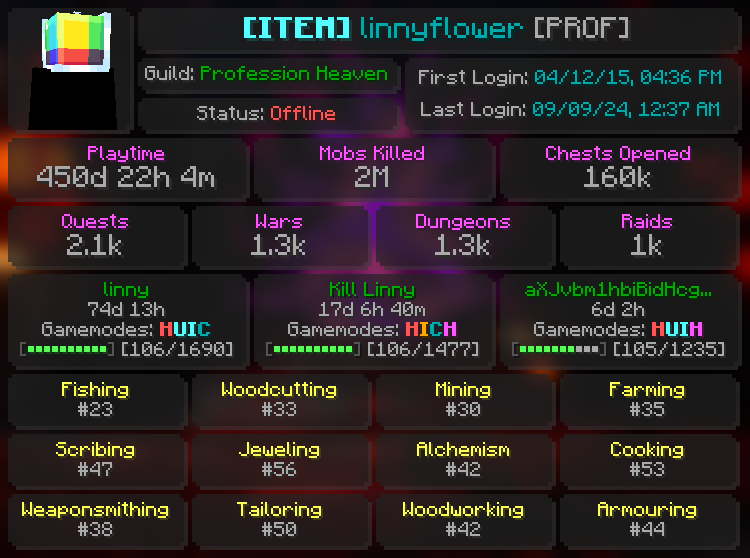 [ITEM] linnyflower [PROF]
Guild: Profession Heaven
First Login: 04/12/15, 04:36 PM
Status: Offline
Last Login: 09/09/24, 12:37 AM
Playtime
450d 22h 4m
Mobs Killed
2M
Chests Opened
160k
Quests
2.1k
Wars
1.3k
Dungeons
1.3k
Raids
1k
linny
74d 13h
Gamemodes: HUIC
[▪▪▪▪▪▪▪▪▪▪] [106/1690]
Kill Linny
17d 6h 40m
Gamemodes: HICH
[▪▪▪▪▪▪▪▪▪▪] [106/1477]
aXJvbm1hbiBidHcg...
6d 2h
Gamemodes: HUIH
[▪▪▪▪▪▪▪▪▪▪] [105/1235]
Fishing
#23
Woodcutting
#33
Mining
#30
Farming
#35
Scribing
#47
Jeweling
#56
Alchemism
#42
Cooking
#53
Weaponsmithing
#38
Tailoring
#50
Woodworking
#42
Armouring
#44